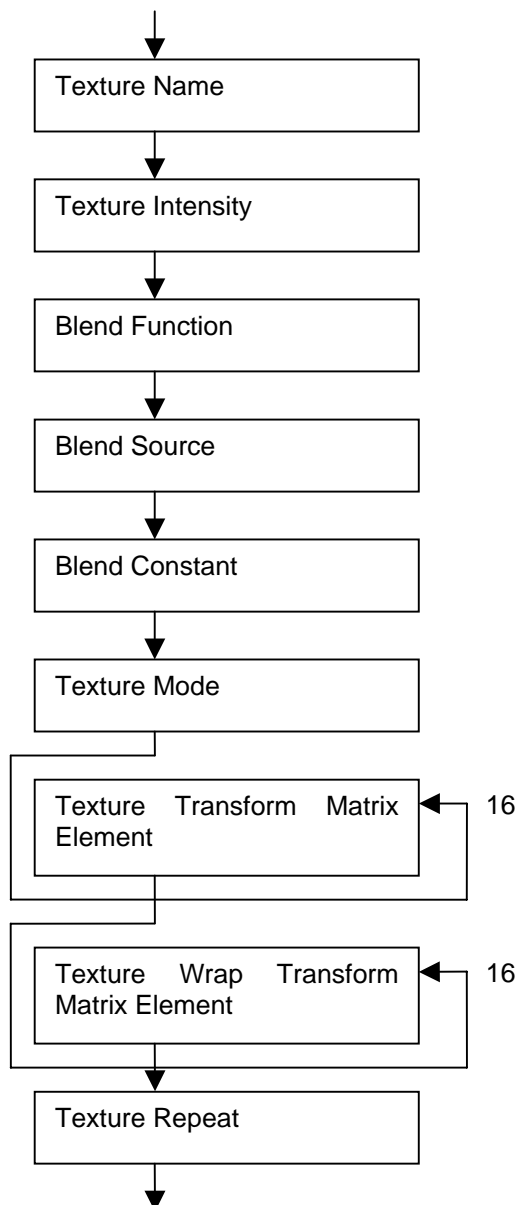 Texture Name
Texture Intensity
Blend Function
Blend Source
Blend Constant
Texture Mode
Texture Transform Matrix
Element
16
Texture Wrap Transform
Matrix Element
16
Texture Repeat